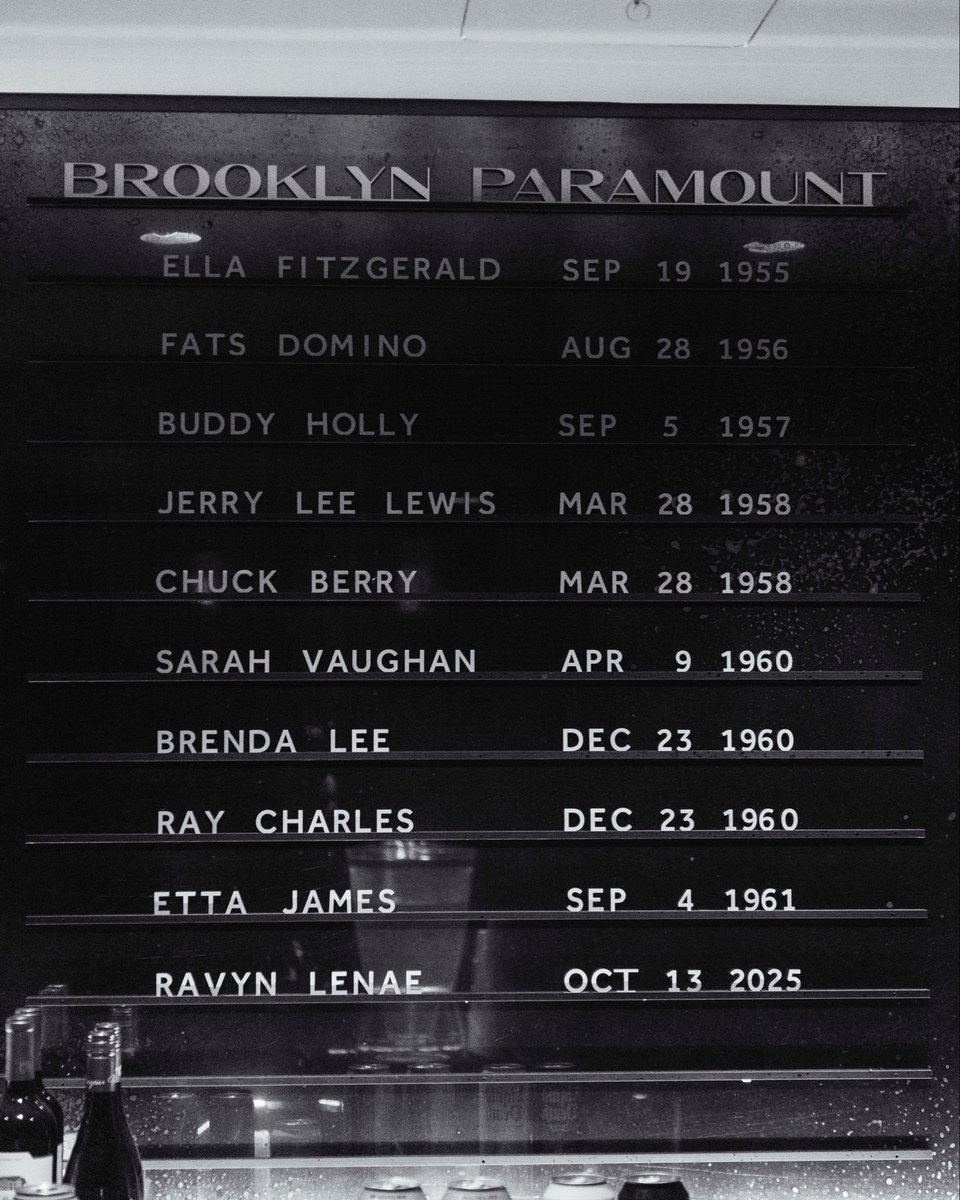 BROOKLYN PARAMOUNT
ELLA FITZGERALD SEP 19 1955
FATS DOMINO AUG 28 1956
BUDDY HOLLY SEP 5 1957
JERRY LEE LEWIS MAR 28 1958
CHUCK BERRY MAR 28 1958
SARAH VAUGHAN APR 9 1960
BRENDA LEE DEC 23 1960
RAY CHARLES DEC 23 1960
ETTA JAMES SEP 4 1961
RAVYN LENAE OCT 13 2025